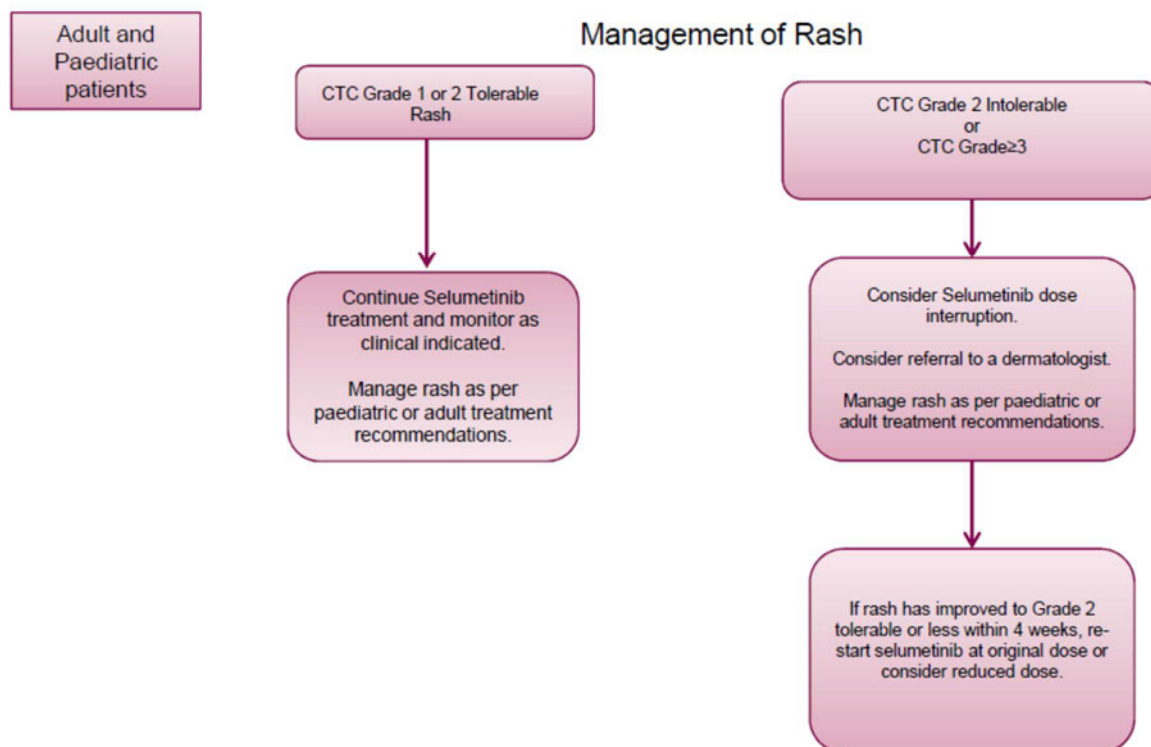 Adult and
Paediatric
patients
Management of Rash
CTC Grade 1 or 2 Tolerable
Rash
Continue Selumetinib
treatment and monitor as
clinical indicated.
Manage rash as per
paediatric or adult treatment
recommendations.
CTC Grade 2 Intolerable
or
CTC Grade≥3
Consider Selumetinib dose
interruption.
Consider referral to a dermatologist.
Manage rash as per paediatric or
adult treatment recommendations.
If rash has improved to Grade 2
tolerable or less within 4 weeks, re-
start selumetinib at original dose or
consider reduced dose.